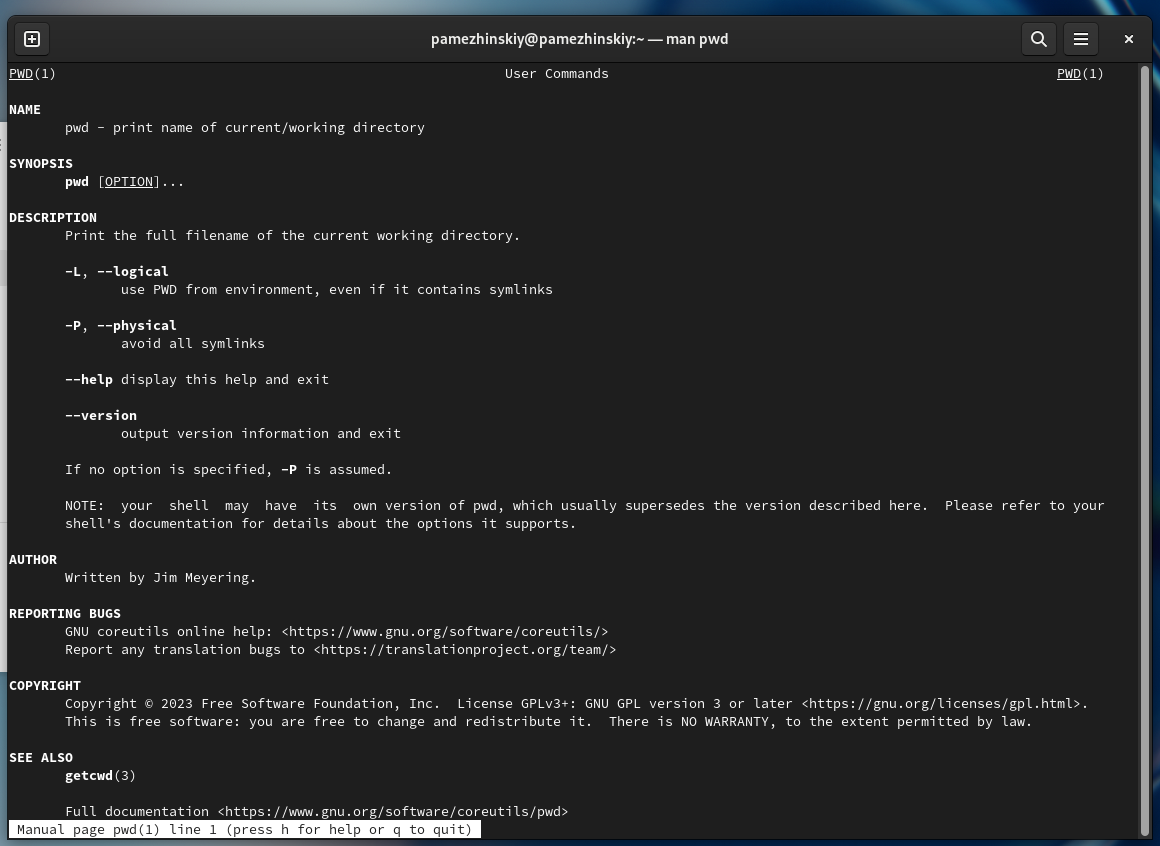 pamezhinskiy@pamezhinskiy:~ — man pwd
PWD(1) User Commands PWD(1)
NAME
pwd - print name of current/working directory
SYNOPSIS
pwd [OPTION]...
DESCRIPTION
Print the full filename of the current working directory.
-L, --logical
use PWD from environment, even if it contains symlinks
-P, --physical
avoid all symlinks
--help display this help and exit
--version
output version information and exit
If no option is specified, -P is assumed.
NOTE:  your  shell  may  have  its  own version of pwd, which usually supersedes the version described here.  Please refer to your
shell's documentation for details about the options it supports.
AUTHOR
Written by Jim Meyering.
REPORTING BUGS
GNU coreutils online help: <https://www.gnu.org/software/coreutils/>
Report any translation bugs to <https://translationproject.org/team/>
COPYRIGHT
Copyright © 2023 Free Software Foundation, Inc.  License GPLv3+: GNU GPL version 3 or later <https://gnu.org/licenses/gpl.html>.
This is free software: you are free to change and redistribute it.  There is NO WARRANTY, to the extent permitted by law.
SEE ALSO
getcwd(3)
Full documentation <https://www.gnu.org/software/coreutils/pwd>
Manual page pwd(1) line 1 (press h for help or q to quit)